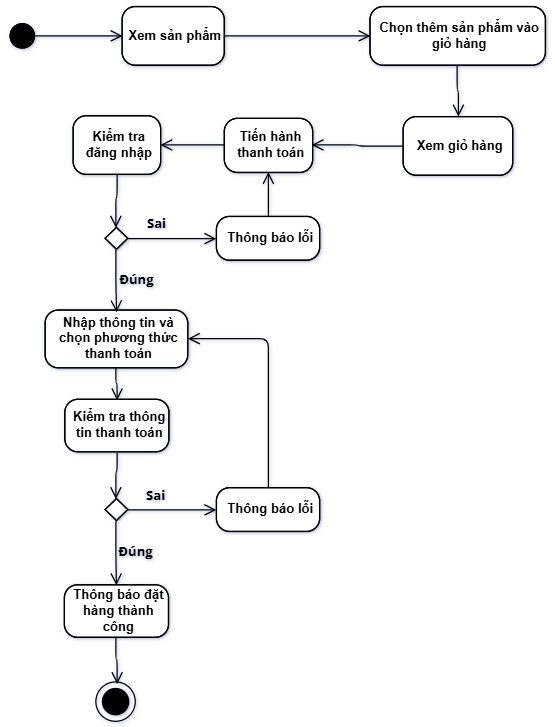 Xem sản phẩm
Chọn thêm sản phẩm vào
giỏ hàng
Kiểm tra
đăng nhập
Tiến hành
thanh toán
Xem giỏ hàng
Sai
Thông báo lỗi
Đúng
Nhập thông tin và
chọn phương thức
thanh toán
Kiểm tra thông
tin thanh toán
Sai
Thông báo lỗi
Đúng
Thông báo đặt
hàng thành
công